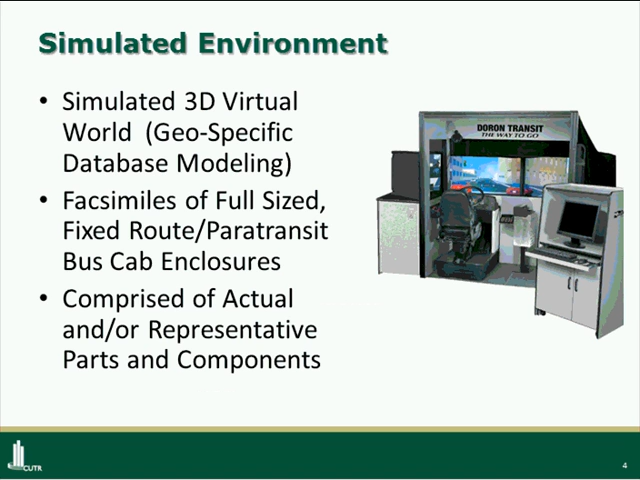 Simulated Environment
• Simulated 3D Virtual
World (Geo-Specific
Database Modeling)
• Facsimiles of Full Sized,
Fixed Route/Paratransit
Bus Cab Enclosures
• Comprised of Actual
and/or Representative
Parts and Components
DORON TRANSIT
THE WAY TO GO
CUTR
4